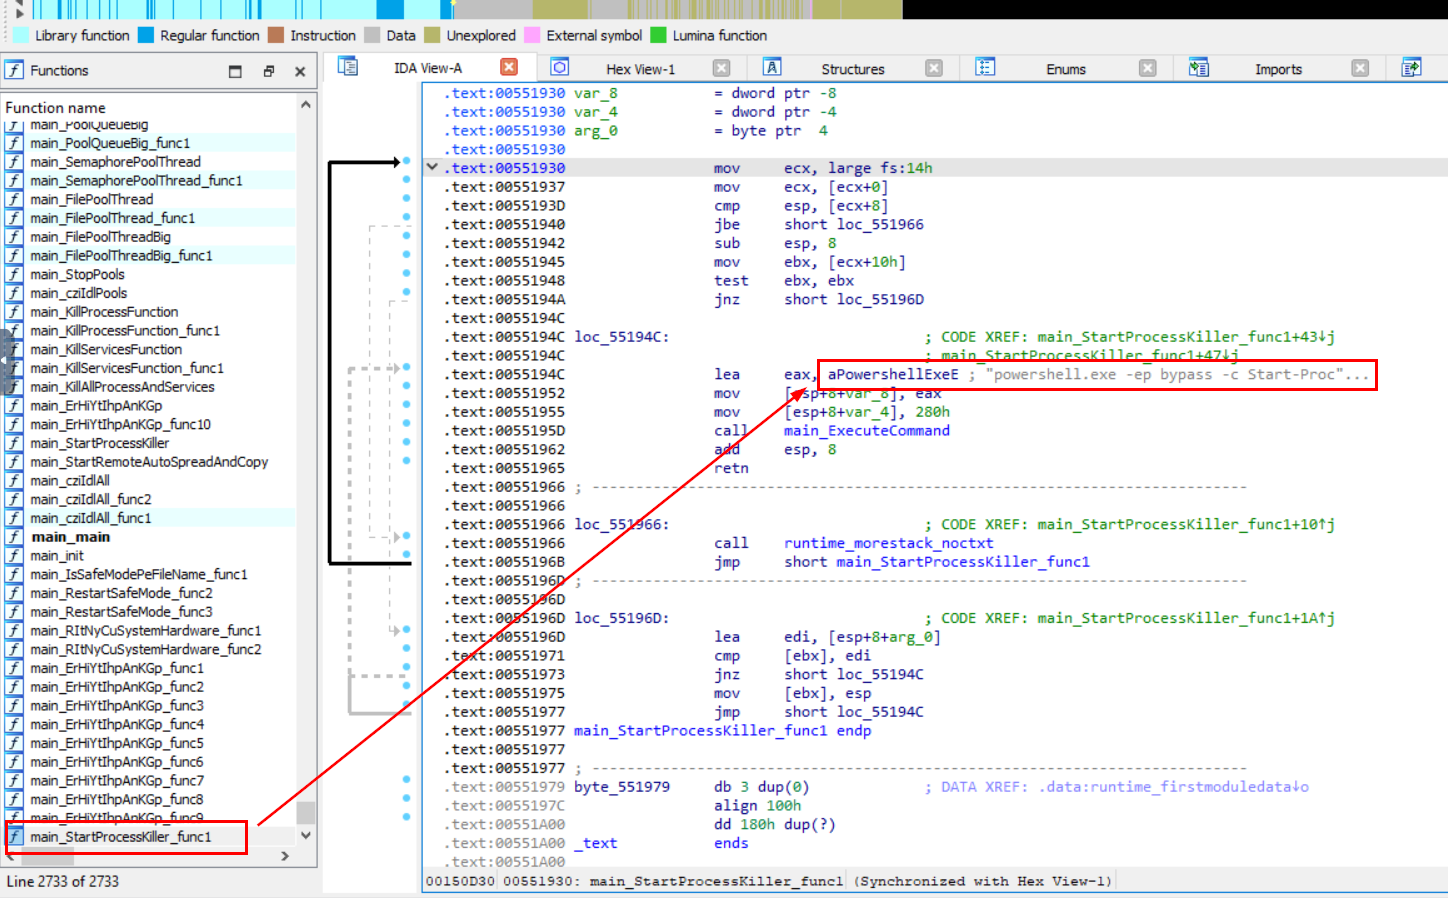 Library function Regular function Instruction Data Unexplored External symbol Lumina function
Functions
IDA View-A Hex View-1 Structures Enums Imports
Function name
main_PoolQueueBig
main_PoolQueueBig_func1
main_SemaphorePoolThread
main_SemaphorePoolThread_func1
main_FilePoolThread
main_FilePoolThread_func1
main_FilePoolThreadBig
main_FilePoolThreadBig_func1
main_StopPools
main_cziIdlPools
main_KillProcessFunction
main_KillProcessFunction_func1
main_KillServicesFunction
main_KillServicesFunction_func1
main_KillAllProcessAndServices
main_ErHiYtIhpAnKGp
main_ErHiYtIhpAnKGp_func10
main_StartProcessKiller
main_StartRemoteAutoSpreadAndCopy
main_cziIdlAll
main_cziIdlAll_func2
main_cziIdlAll_func1
main_main
main_init
main_IsSafeModePeFileName_func1
main_RestartSafeMode_func2
main_RestartSafeMode_func3
main_RItNyCuSystemHardware_func1
main_RItNyCuSystemHardware_func2
main_ErHiYtIhpAnKGp_func1
main_ErHiYtIhpAnKGp_func2
main_ErHiYtIhpAnKGp_func3
main_ErHiYtIhpAnKGp_func4
main_ErHiYtIhpAnKGp_func5
main_ErHiYtIhpAnKGp_func6
main_ErHiYtIhpAnKGp_func7
main_ErHiYtIhpAnKGp_func8
main_ErHiYtIhpAnKGp_func9
main_StartProcessKiller_func1
Line 2733 of 2733
.text:00551930 var_8 = dword ptr -8
.text:00551930 var_4 = dword ptr -4
.text:00551930 arg_0 = byte ptr 4
.text:00551930
.text:00551930 mov ecx, large fs:14h
.text:00551937 mov ecx, [ecx+0]
.text:0055193D cmp esp, [ecx+8]
.text:00551940 jbe short loc_551966
.text:00551942 sub esp, 8
.text:00551945 mov ebx, [ecx+10h]
.text:00551948 test ebx, ebx
.text:0055194A jnz short loc_55196D
.text:0055194C
.text:0055194C loc_55194C: ; CODE XREF: main_StartProcessKiller_func1+43↓j
.text:0055194C ; main_StartProcessKiller_func1+47↓j
.text:0055194C lea eax, aPowershellExeE ; "powershell.exe -ep bypass -c Start-Proc"...
.text:00551952 mov [esp+8+var_8], eax
.text:00551955 mov [esp+8+var_4], 280h
.text:0055195D call main_ExecuteCommand
.text:00551962 add esp, 8
.text:00551965 retn
.text:00551966 ; ---------------------------------------------------------------------------
.text:00551966
.text:00551966 loc_551966: ; CODE XREF: main_StartProcessKiller_func1+10↑j
.text:00551966 call runtime_morestack_noctxt
.text:0055196B jmp short main_StartProcessKiller_func1
.text:0055196D ; ---------------------------------------------------------------------------
.text:0055196D
.text:0055196D loc_55196D: ; CODE XREF: main_StartProcessKiller_func1+1A↑j
.text:0055196D lea edi, [esp+8+arg_0]
.text:00551971 cmp [ebx], edi
.text:00551973 jnz short loc_55194C
.text:00551975 mov [ebx], esp
.text:00551977 jmp short loc_55194C
.text:00551977 main_StartProcessKiller_func1 endp
.text:00551977
.text:00551977 ; ---------------------------------------------------------------------------
.text:00551979 byte_551979 db 3 dup(0) ; DATA XREF: .data:runtime_firstmoduledata↓o
.text:0055197C align 100h
.text:00551A00 dd 180h dup(?)
.text:00551A00 _text ends
.text:00551A00
00150D30 00551930: main_StartProcessKiller_func1 (Synchronized with Hex View-1)